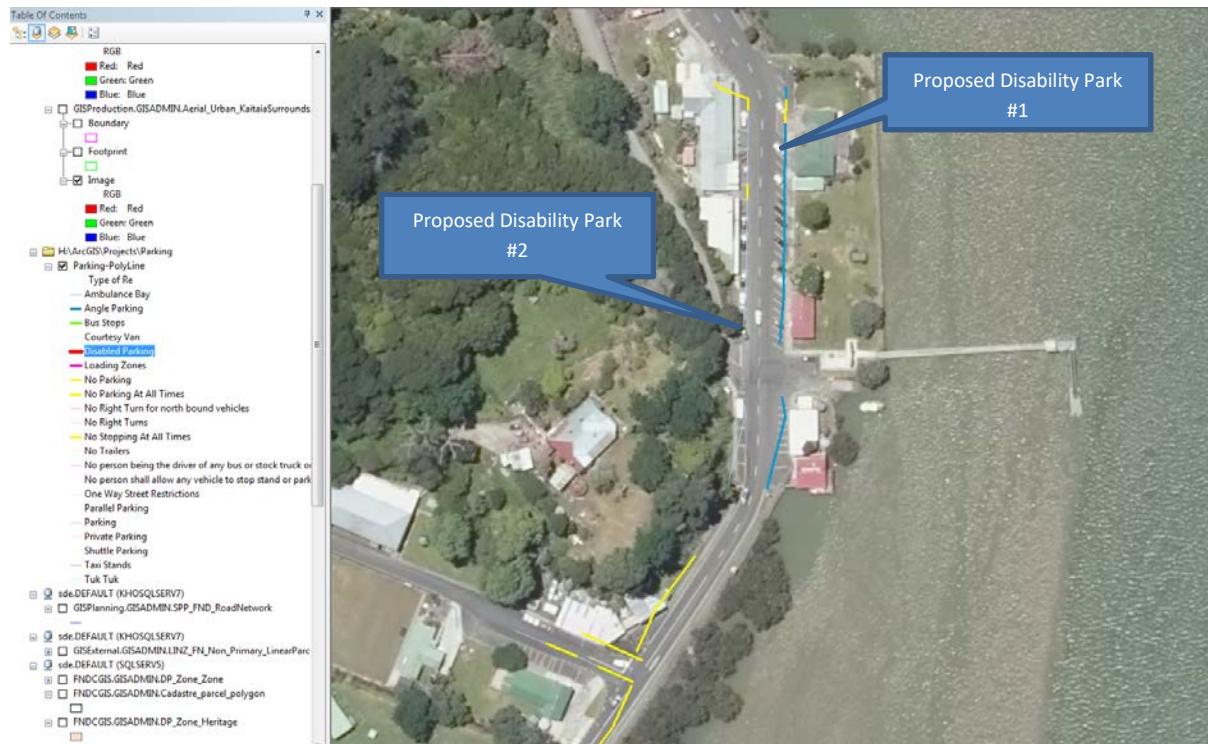 Table Of Contents
RGB
Red: Red
Green: Green
Blue: Blue
GISProduction.GISADMIN.Aerial_Urban_KaitaiaSurrounds
Boundary
Footprint
Image
RGB
Red: Red
Green: Green
Blue: Blue
H:\ArcGIS\Projects\Parking
Parking-PolyLine
Type of Re
Ambulance Bay
Angle Parking
Bus Stops
Courtesy Van
Disabled Parking
Loading Zones
No Parking
No Parking At All Times
No Right Turn for north bound vehicles
No Right Turns
No Stopping At All Times
No Trailers
No person being the driver of any bus or stock truck o
No person shall allow any vehicle to stop stand or park
One Way Street Restrictions
Parallel Parking
Parking
Private Parking
Shuttle Parking
Taxi Stands
Tuk Tuk
sde.DEFAULT (KHOSQLSERV7)
GISPlanning.GISADMIN.SPP_FND_RoadNetwork
sde.DEFAULT (KHOSQLSERV7)
GISExternal.GISADMIN.LINZ_FN_Non_Primary_LinearParc
sde.DEFAULT (SQLSERV5)
FNDCGIS.GISADMIN.DP_Zone_Zone
FNDCGIS.GISADMIN.Cadastre_parcel_polygon
FNDCGIS.GISADMIN.DP_Zone_Heritage
Proposed Disability Park
#1
Proposed Disability Park
#2